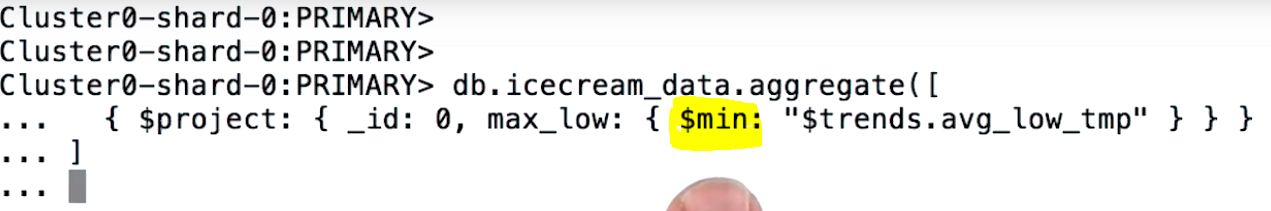 Cluster0-shard-0:PRIMARY>
Cluster0-shard-0:PRIMARY>
Cluster0-shard-0:PRIMARY> db.icecream_data.aggregate([
...   { $project: { _id: 0, max_low: { $min: "$trends.avg_low_tmp" } } }
... ]
...